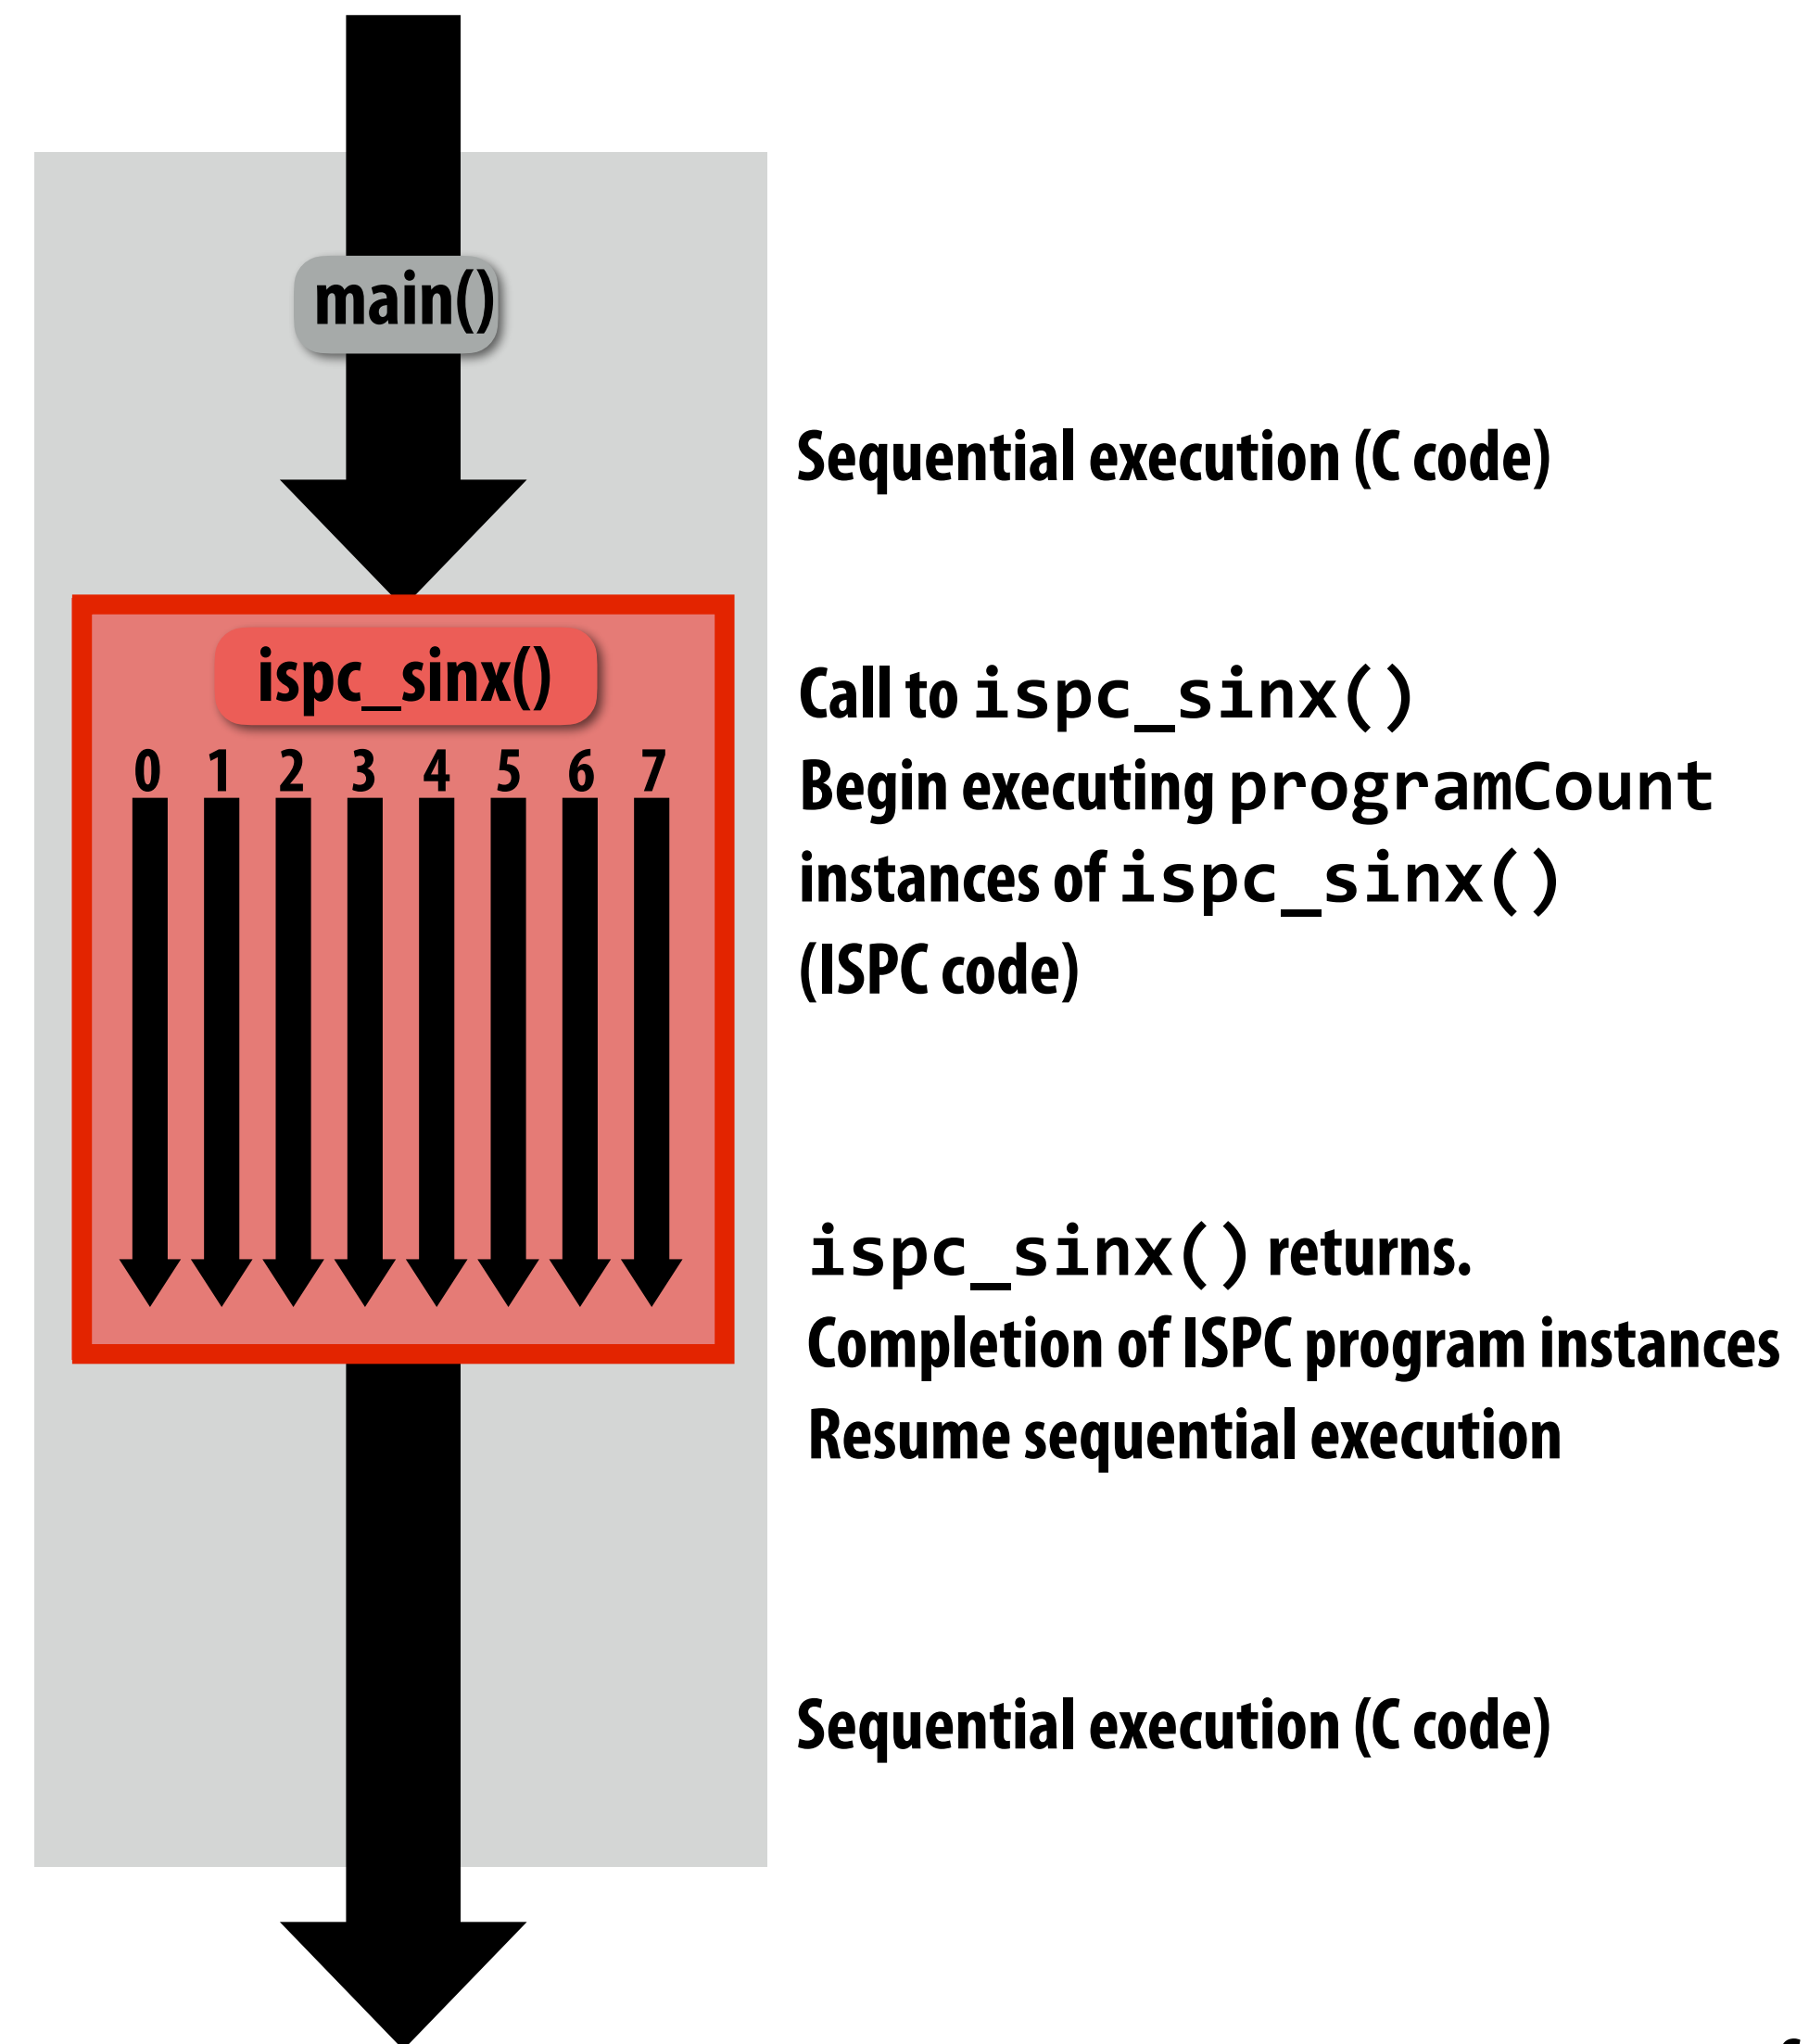 main()
Sequential execution (C code)
ispc_sinx()
0 1 2 3 4 5 6 7
Call to ispc_sinx()
Begin executing programCount
instances of ispc_sinx()
(ISPC code)
ispc_sinx() returns.
Completion of ISPC program instances
Resume sequential execution
Sequential execution (C code)